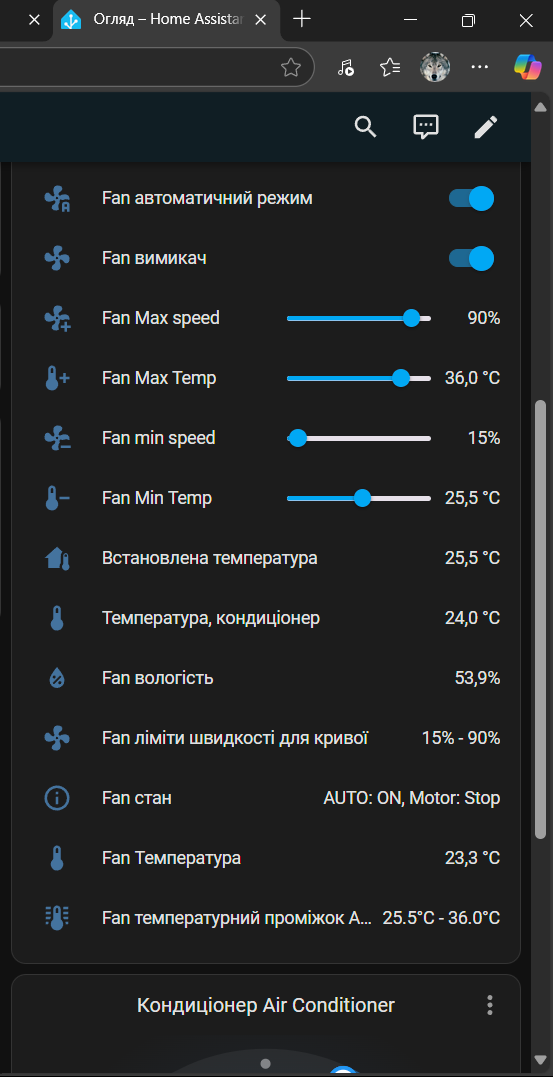 Огляд – Home Assistan
Fan автоматичний режим
Fan вимикач
Fan Max speed 90%
Fan Max Temp 36,0 °C
Fan min speed 15%
Fan Min Temp 25,5 °C
Встановлена температура 25,5 °C
Температура, кондиціонер 24,0 °C
Fan вологість 53,9%
Fan ліміти швидкості для кривої 15% - 90%
Fan стан AUTO: ON, Motor: Stop
Fan Температура 23,3 °C
Fan температурний проміжок A... 25.5°C - 36.0°C
Кондиціонер Air Conditioner